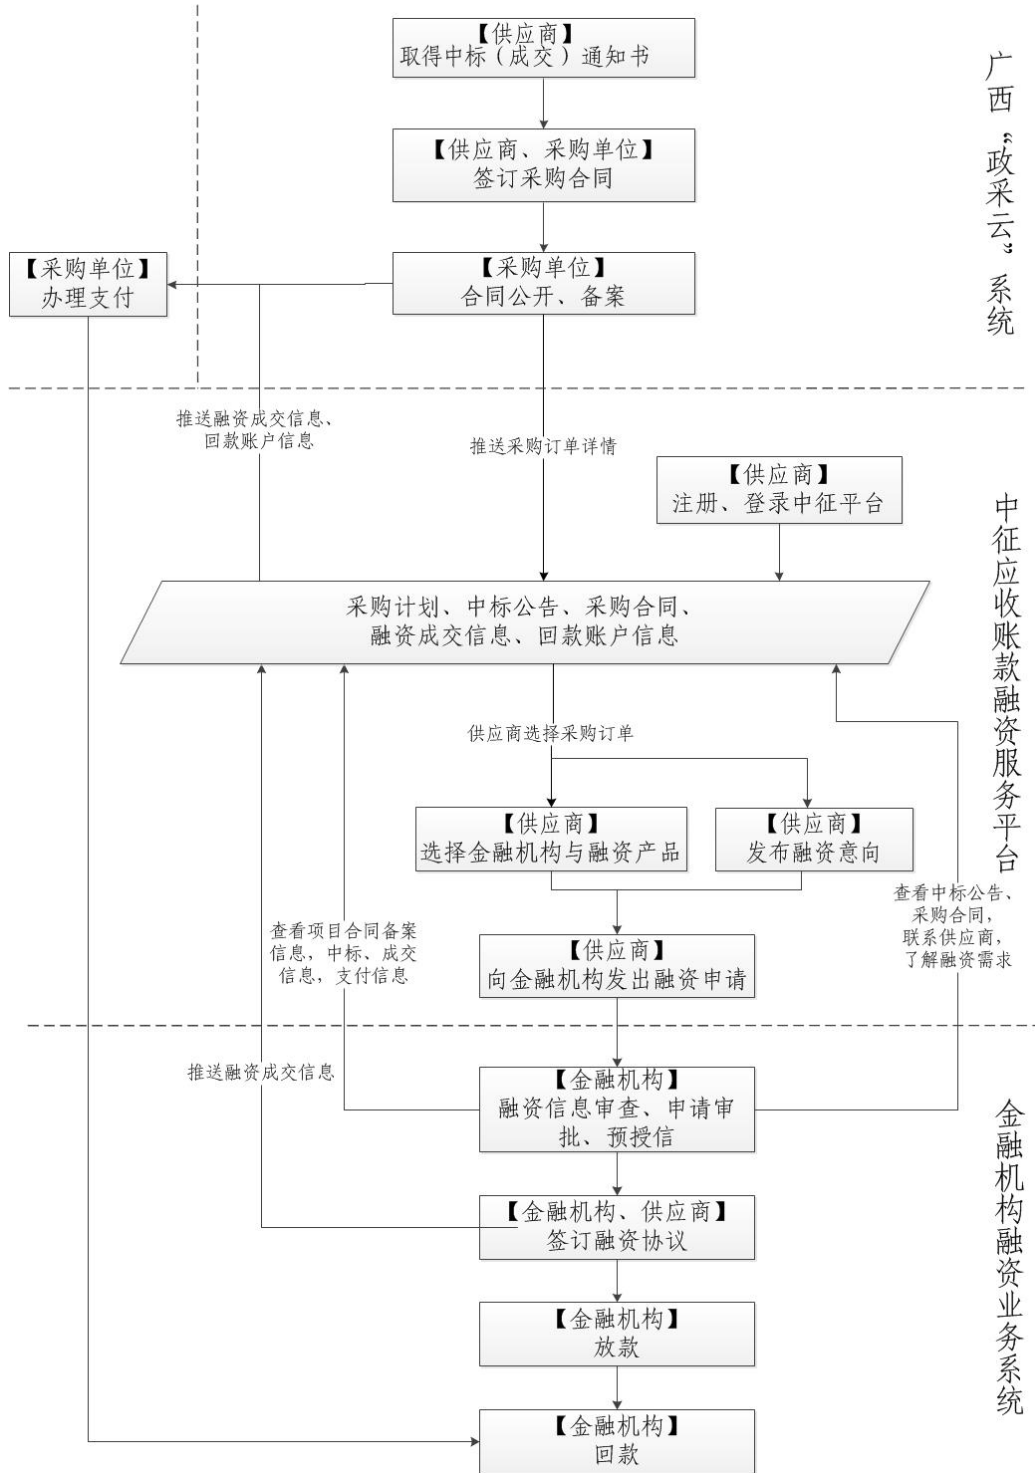 【供应商】
取得中标（成交）通知书
广西“政采云”系统
【供应商、采购单位】
签订采购合同
【采购单位】
办理支付
【采购单位】
合同公开、备案
推送融资成交信息、
回款账户信息
推送采购订单详情
【供应商】
注册、登录中征平台
中征应收账款融资服务平台
采购计划、中标公告、采购合同、
融资成交信息、回款账户信息
供应商选择采购订单
【供应商】
选择金融机构与融资产品
【供应商】
发布融资意向
查看项目合同备案
信息，中标、成交
信息，支付信息
查看中标公告、
采购合同，
联系供应商，
了解融资需求
【供应商】
向金融机构发出融资申请
推送融资成交信息
【金融机构】
融资信息审查、申请审
批、预授信
金融机构融资业务系统
【金融机构、供应商】
签订融资协议
【金融机构】
放款
【金融机构】
回款